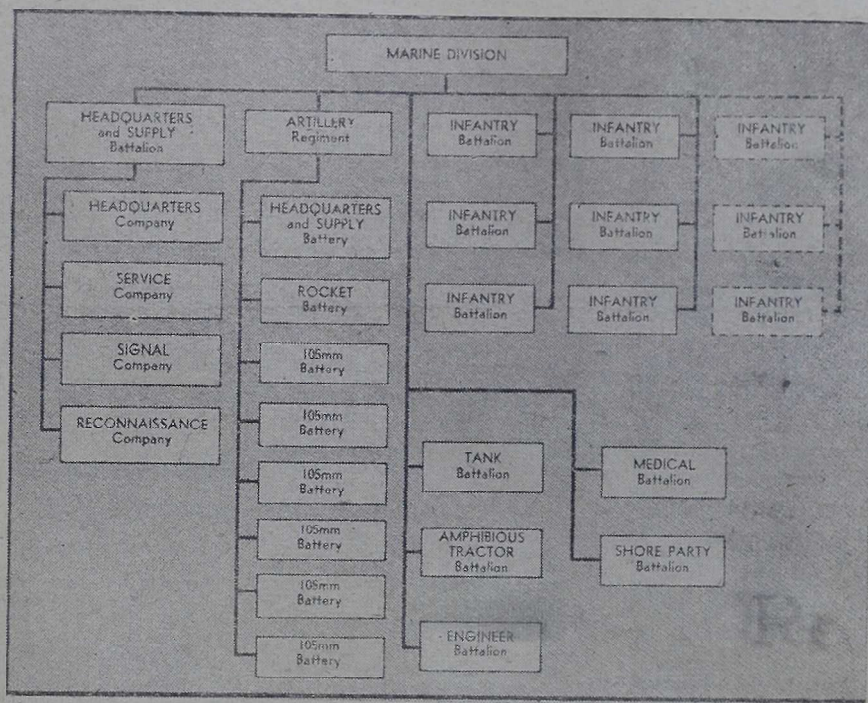 MARINE DIVISION
HEADQUARTERS
and SUPPLY
Battalion
HEADQUARTERS
Company
SERVICE
Company
SIGNAL
Company
RECONNAISSANCE
Company
ARTILLERY
Regiment
HEADQUARTERS
and SUPPLY
Battery
ROCKET
Battery
105mm
Battery
105mm
Battery
105mm
Battery
105mm
Battery
105mm
Battery
105mm
Battery
INFANTRY
Battalion
INFANTRY
Battalion
INFANTRY
Battalion
INFANTRY
Battalion
INFANTRY
Battalion
INFANTRY
Battalion
INFANTRY
Battalion
INFANTRY
Battalion
INFANTRY
Battalion
TANK
Battalion
AMPHIBIOUS
TRACTOR
Battalion
ENGINEER
Battalion
MEDICAL
Battalion
SHORE PARTY
Battalion